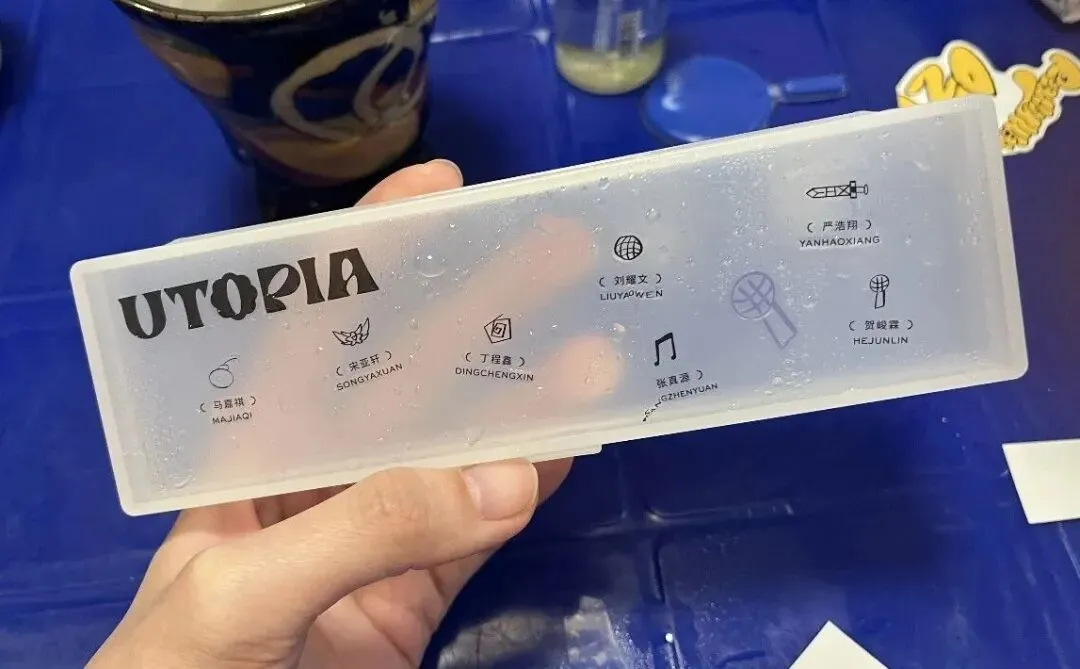 UTOPIA
( 马嘉祺 )
MAJIAQI
( 宋亚轩 )
SONGYAXUAN
( 丁程鑫 )
DINGCHENGXIN
( 刘耀文 )
LIUYAOWEN
张真源 )
ANGZHENYUAN
( 严浩翔 )
YANHAOXIANG
( 贺峻霖 )
HEJUNLIN